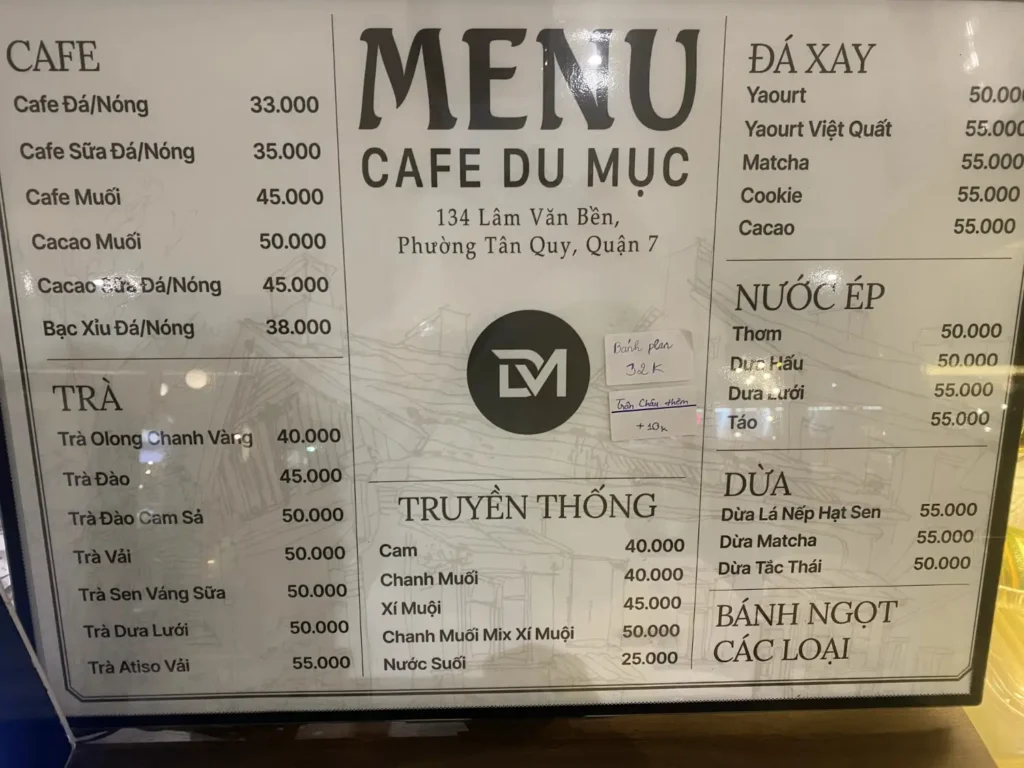 CAFE
Cafe Đá/Nóng 33.000
Cafe Sữa Đá/Nóng 35.000
Cafe Muối 45.000
Cacao Muối 50.000
Cacao Sữa Đá/Nóng 45.000
Bạc Xỉu Đá/Nóng 38.000
TRÀ
Trà Olong Chanh Vàng 40.000
Trà Đào 45.000
Trà Đào Cam Sả 50.000
Trà Vải 50.000
Trà Sen Váng Sữa 50.000
Trà Dưa Lưới 50.000
Trà Atiso Vải 55.000
MENU
CAFE DU MỤC
134 Lâm Văn Bền,
Phường Tân Quy, Quận 7
DM
Bánh plan
32K
Trân Châu thêm
+10K
TRUYỀN THỐNG
Cam 40.000
Chanh Muối 40.000
Xí Muội 45.000
Chanh Muối Mix Xí Muội 50.000
Nước Suối 25.000
ĐÁ XAY
Yaourt 50.000
Yaourt Việt Quất 55.000
Matcha 55.000
Cookie 55.000
Cacao 55.000
NƯỚC ÉP
Thơm 50.000
Dưa Hấu 50.000
Dưa Lưới 55.000
Táo 55.000
DỪA
Dừa Lá Nếp Hạt Sen 55.000
Dừa Matcha 55.000
Dừa Tắc Thái 50.000
BÁNH NGỌT
CÁC LOẠI